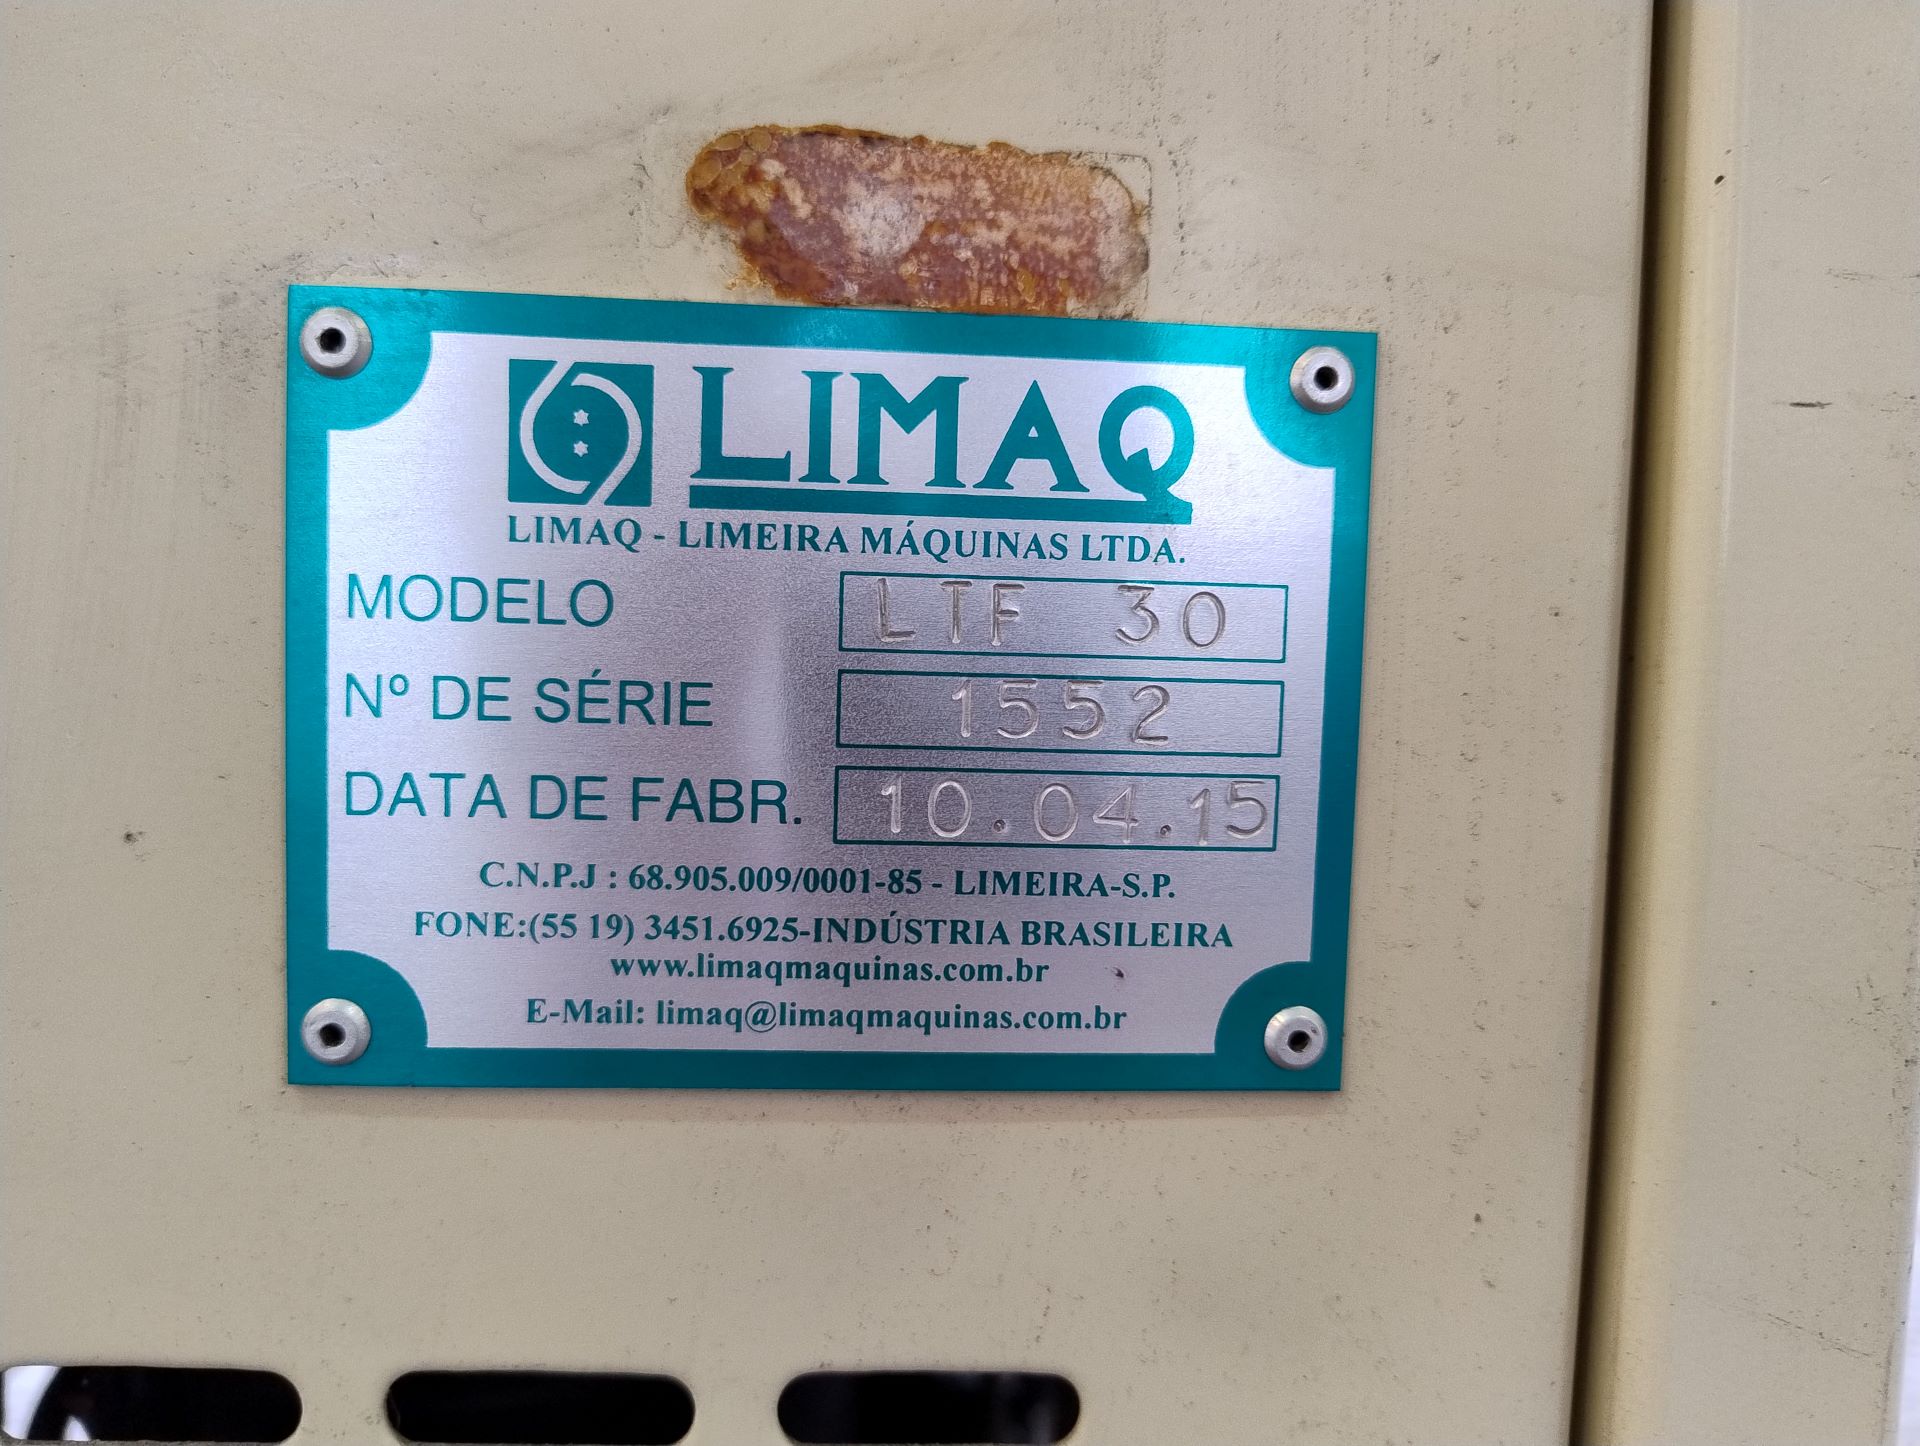 LIMAQ
LIMAQ - LIMEIRA MÁQUINAS LTDA.
MODELO LTF 30
Nº DE SÉRIE 1552
DATA DE FABR. 10.04.15
C.N.P.J : 68.905.009/0001-85 - LIMEIRA-S.P.
FONE:(55 19) 3451.6925-INDÚSTRIA BRASILEIRA
www.limaqmaquinas.com.br
E-Mail: limaq@limaqmaquinas.com.br